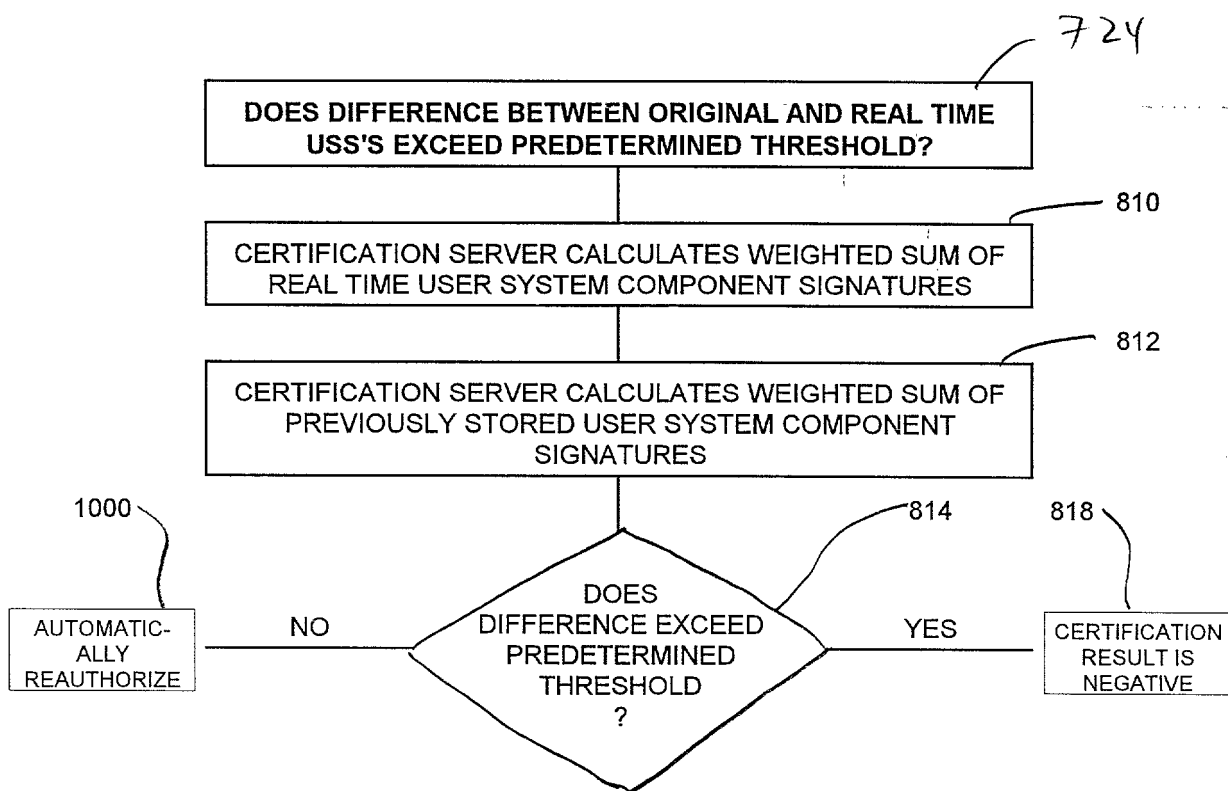 724
DOES DIFFERENCE BETWEEN ORIGINAL AND REAL TIME
USS'S EXCEED PREDETERMINED THRESHOLD?
810
CERTIFICATION SERVER CALCULATES WEIGHTED SUM OF
REAL TIME USER SYSTEM COMPONENT SIGNATURES
812
CERTIFICATION SERVER CALCULATES WEIGHTED SUM OF
PREVIOUSLY STORED USER SYSTEM COMPONENT
SIGNATURES
1000
814
818
AUTOMATIC-
ALLY
REAUTHORIZE
NO
DOES
DIFFERENCE EXCEED
PREDETERMINED
THRESHOLD
?
YES
CERTIFICATION
RESULT IS
NEGATIVE